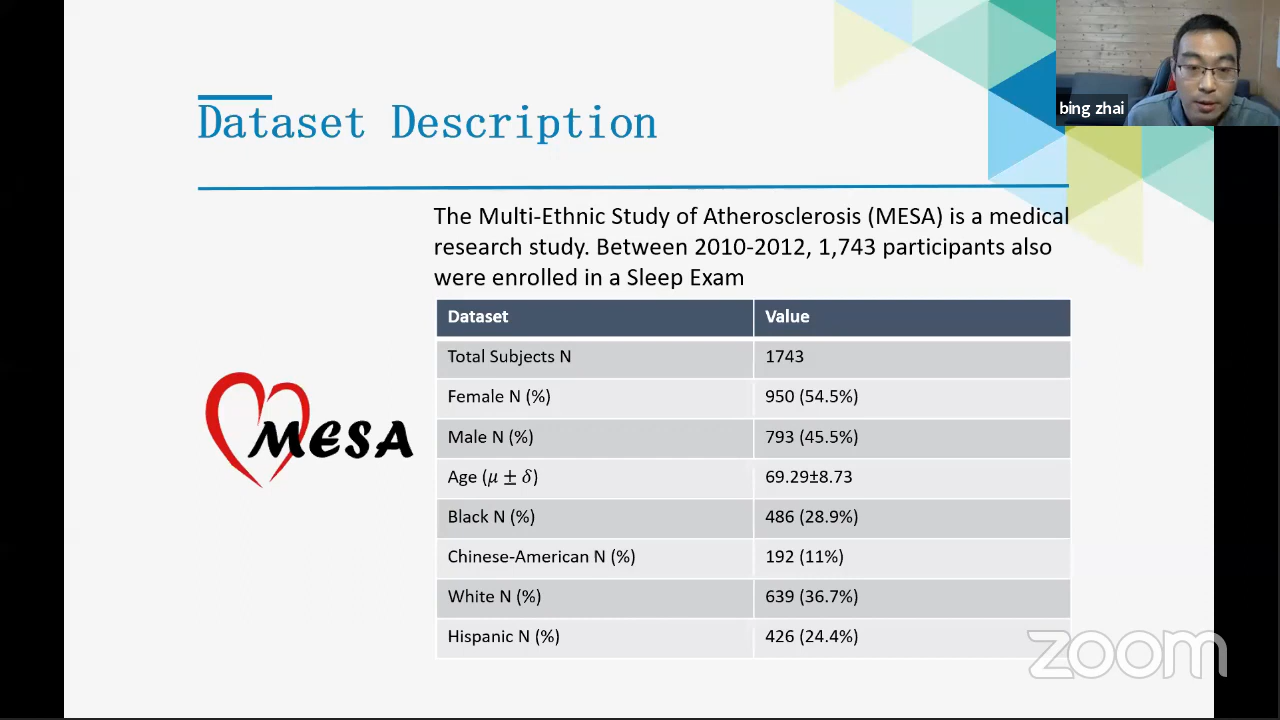 bing zhai
Dataset Description
The Multi-Ethnic Study of Atherosclerosis (MESA) is a medical
research study. Between 2010-2012, 1,743 participants also
were enrolled in a Sleep Exam
Dataset Value
Total Subjects N 1743
Female N (%) 950 (54.5%)
Male N (%) 793 (45.5%)
Age (μ ± δ) 69.29±8.73
Black N (%) 486 (28.9%)
Chinese-American N (%) 192 (11%)
White N (%) 639 (36.7%)
Hispanic N (%) 426 (24.4%)
MESA
zoom